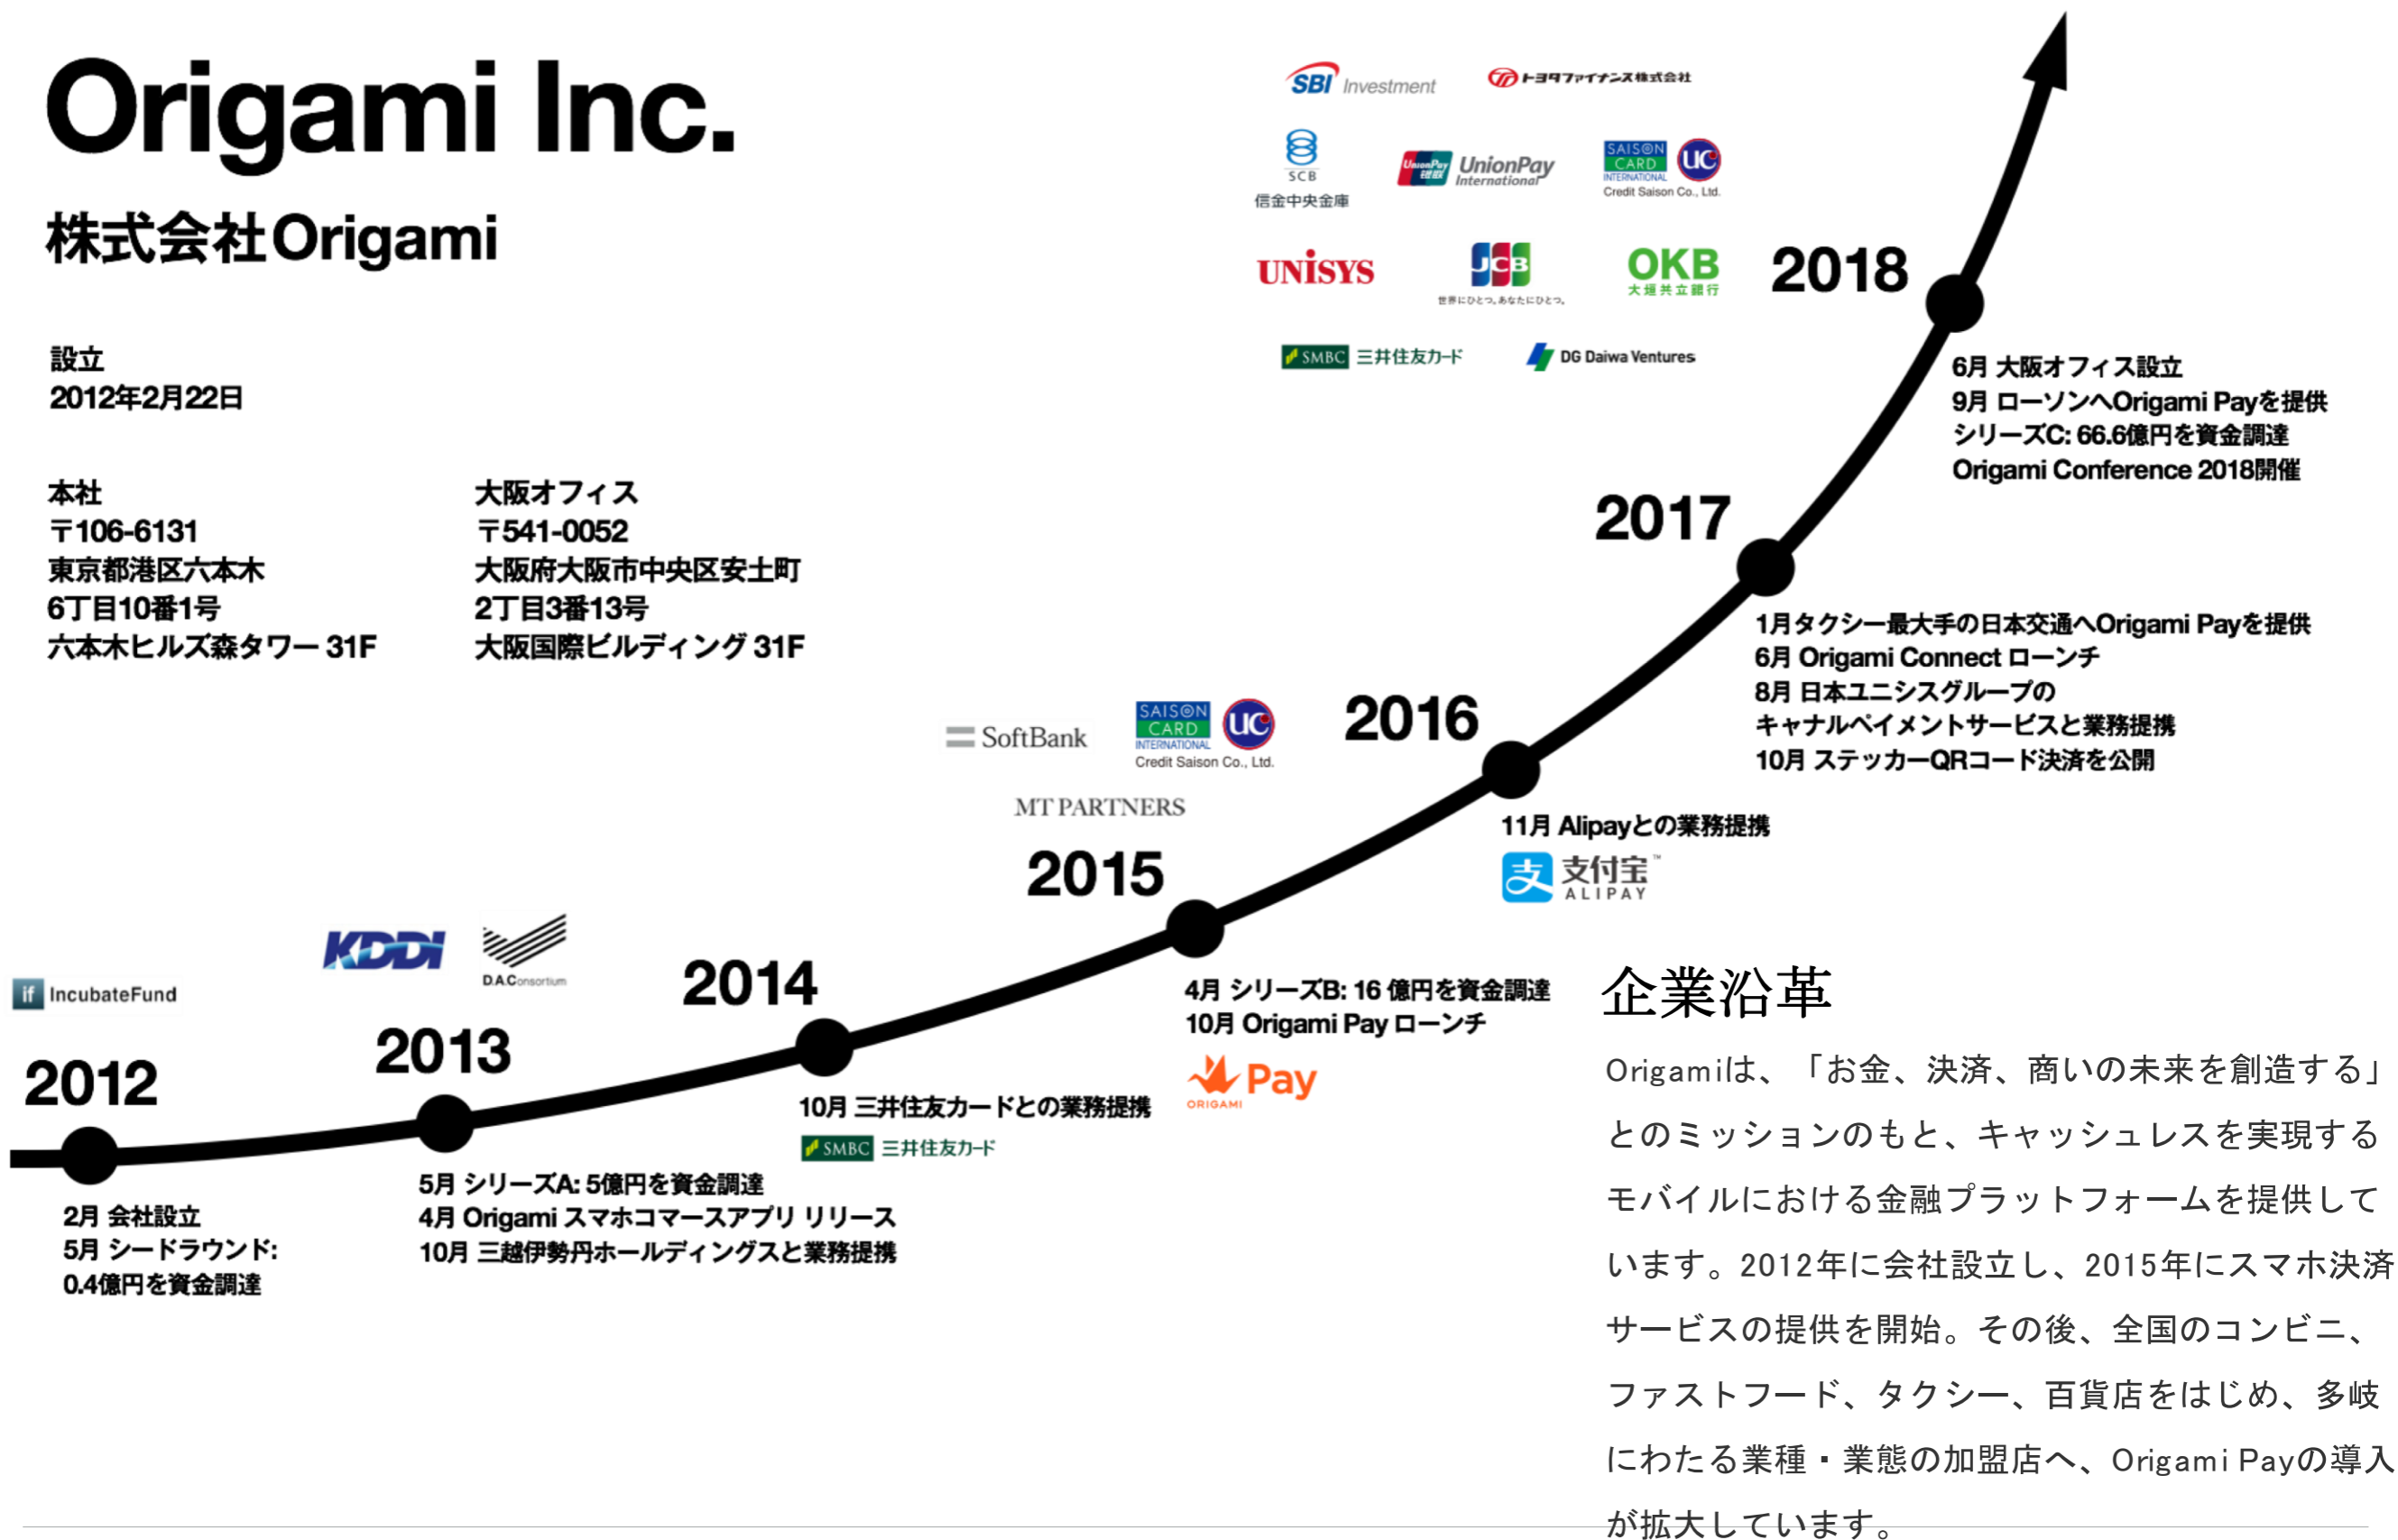 Origami Inc.
株式会社Origami
設立
2012年2月22日
本社
〒106-6131
東京都港区六本木
6丁目10番1号
六本木ヒルズ森タワー 31F
大阪オフィス
〒541-0052
大阪府大阪市中央区安土町
2丁目3番13号
大阪国際ビルディング 31F
if IncubateFund
2012
2月 会社設立
5月 シードラウンド:
0.4億円を資金調達
KDDI
D.A.Consortium
2013
5月 シリーズA: 5億円を資金調達
4月 Origami スマホコマースアプリ リリース
10月 三越伊勢丹ホールディングスと業務提携
2014
10月 三井住友カードとの業務提携
SMBC 三井住友カード
SoftBank
SAISON CARD INTERNATIONAL UC
Credit Saison Co., Ltd.
MT PARTNERS
2015
4月 シリーズB: 16 億円を資金調達
10月 Origami Pay ローンチ
ORIGAMI Pay
2016
11月 Alipayとの業務提携
支 支付宝™
ALIPAY
2017
1月タクシー最大手の日本交通へOrigami Payを提供
6月 Origami Connect ローンチ
8月 日本ユニシスグループの
キャナルペイメントサービスと業務提携
10月 ステッカーQRコード決済を公開
SBI Investment
トヨタファイナンス株式会社
SCB
信金中央金庫
UnionPay 银联 UnionPay International
SAISON CARD INTERNATIONAL UC
Credit Saison Co., Ltd.
UNISYS
JCB
世界にひとつ。あなたにひとつ。
OKB
大垣共立銀行
SMBC 三井住友カード
DG Daiwa Ventures
2018
6月 大阪オフィス設立
9月 ローソンへOrigami Payを提供
シリーズC: 66.6億円を資金調達
Origami Conference 2018開催
企業沿革
Origamiは、「お金、決済、商いの未来を創造する」
とのミッションのもと、キャッシュレスを実現する
モバイルにおける金融プラットフォームを提供して
います。2012年に会社設立し、2015年にスマホ決済
サービスの提供を開始。その後、全国のコンビニ、
ファストフード、タクシー、百貨店をはじめ、多岐
にわたる業種・業態の加盟店へ、Origami Payの導入
が拡大しています。